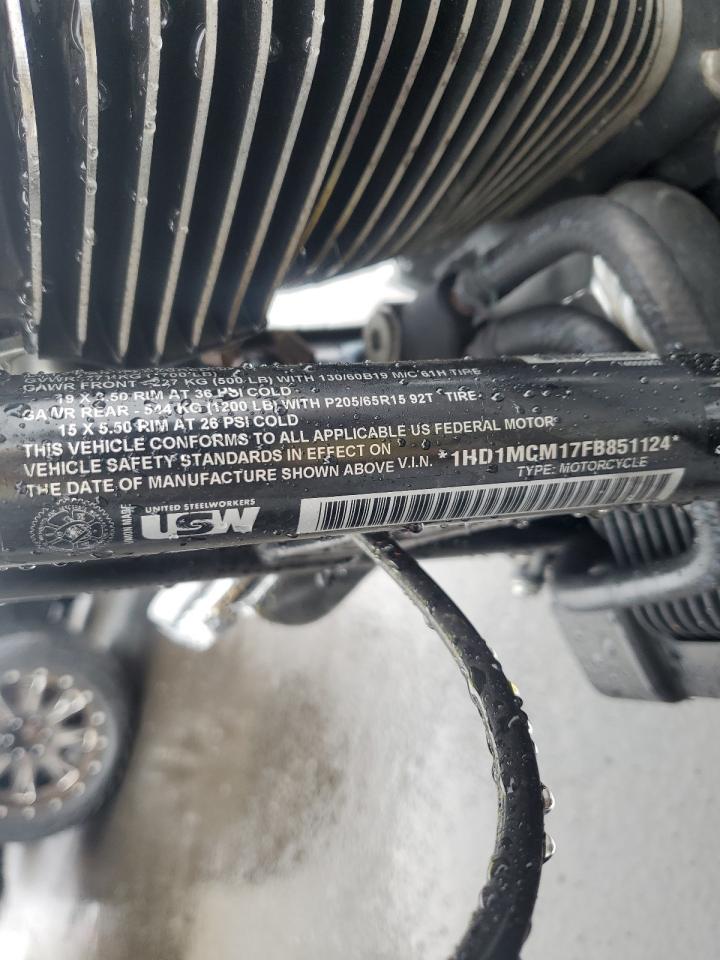 GAWR FRONT - 227 KG (500 LB) WITH 130/60B19 M/C 61H TIRE
19 X 3.50 RIM AT 36 PSI COLD
GAWR REAR - 544 KG (1200 LB) WITH P205/65R15 92T TIRE
15 X 5.50 RIM AT 26 PSI COLD
THIS VEHICLE CONFORMS TO ALL APPLICABLE US FEDERAL MOTOR
VEHICLE SAFETY STANDARDS IN EFFECT ON
THE DATE OF MANUFACTURE SHOWN ABOVE V.I.N. *1HD1MCM17FB851124*
TYPE: MOTORCYCLE
UNION MADE
UNITED STEELWORKERS
USW